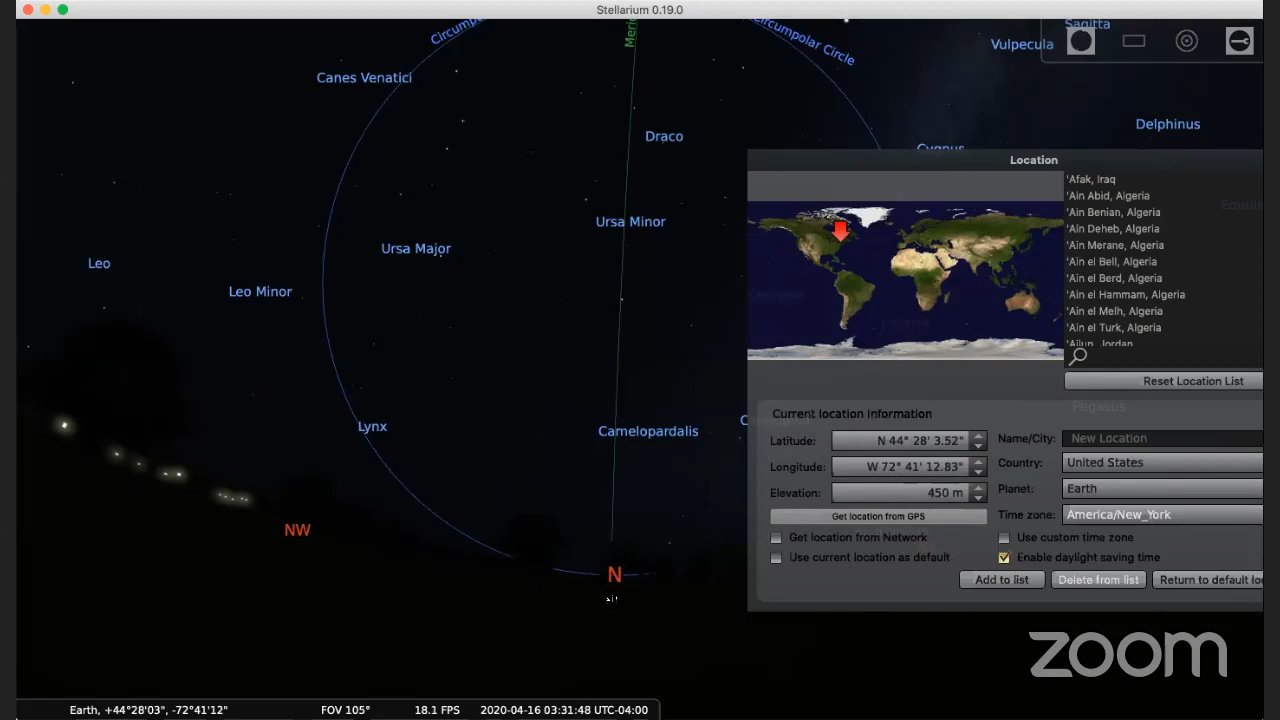 Stellarium 0.19.0
Circump
Meri
Circumpolar Circle
Sagitta
Vulpecula
Canes Venatici
Draco
Delphinus
Cygnus
Ursa Minor
Ursa Major
Leo
Leo Minor
Lynx
Camelopardalis
C
NW
N
Location
'Afak, Iraq
'Ain Abid, Algeria
'Ain Benian, Algeria
'Ain Deheb, Algeria
'Ain Merane, Algeria
'Ain el Bell, Algeria
'Ain el Berd, Algeria
'Ain el Hammam, Algeria
'Ain el Melh, Algeria
'Ain el Turk, Algeria
'Ajlun, Jordan
Equule
Reset Location List
Pegasus
Current location information
Latitude: N 44° 28' 3.52" Name/City: New Location
Longitude: W 72° 41' 12.83" Country: United States
Elevation: 450 m Planet: Earth
Get location from GPS Time zone: America/New_York
Get location from Network Use custom time zone
Use current location as default Enable daylight saving time
Add to list Delete from list Return to default lo
zoom
Earth, +44°28'03", -72°41'12" FOV 105° 18.1 FPS 2020-04-16 03:31:48 UTC-04:00